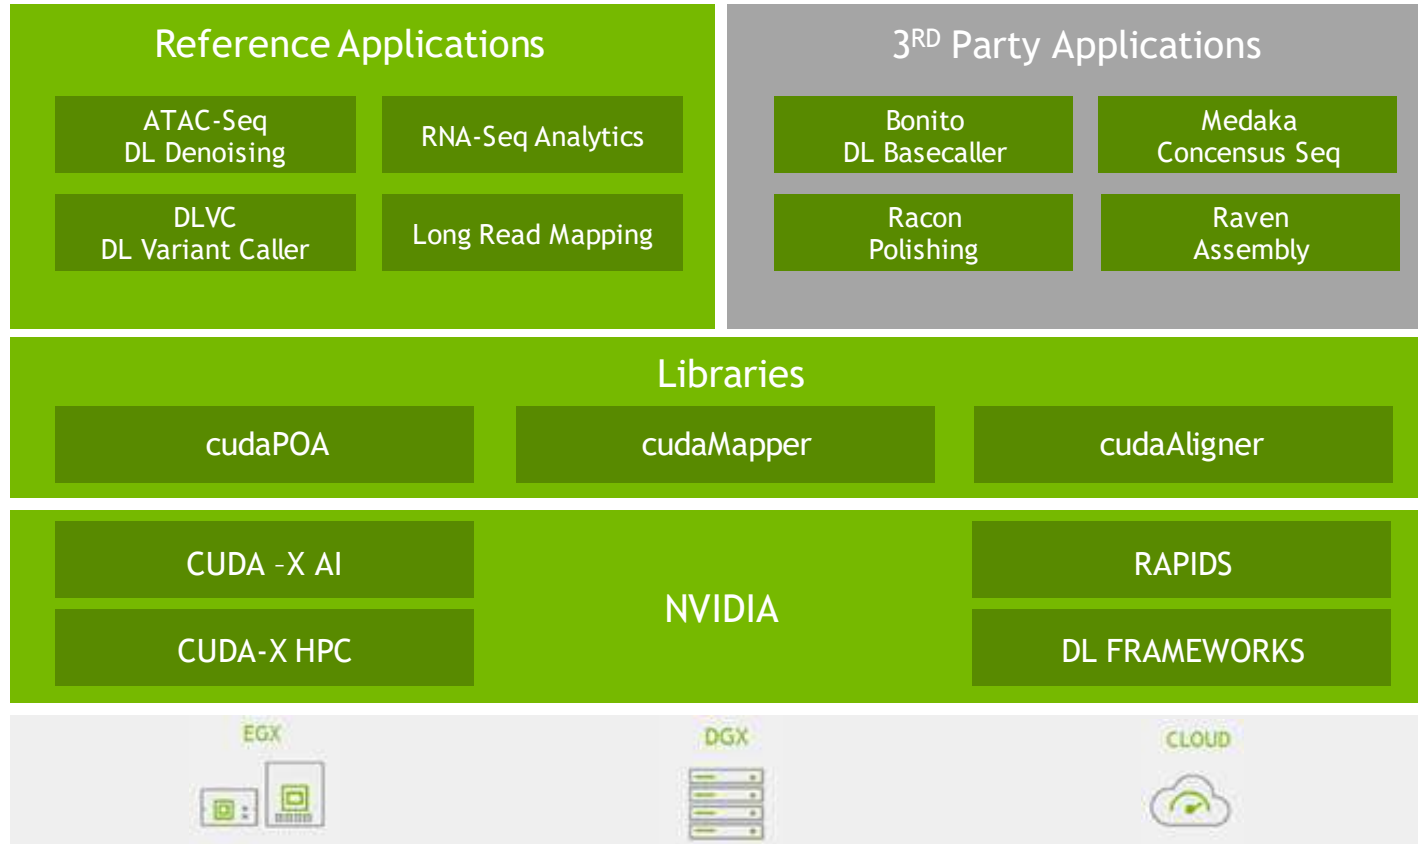 Reference Applications
ATAC-Seq
DL Denoising
RNA-Seq Analytics
DLVC
DL Variant Caller
Long Read Mapping
3RD Party Applications
Bonito
DL Basecaller
Medaka
Concensus Seq
Racon
Polishing
Raven
Assembly
Libraries
cudaPOA
cudaMapper
cudaAligner
CUDA –X AI
CUDA-X HPC
NVIDIA
RAPIDS
DL FRAMEWORKS
EGX
DGX
CLOUD